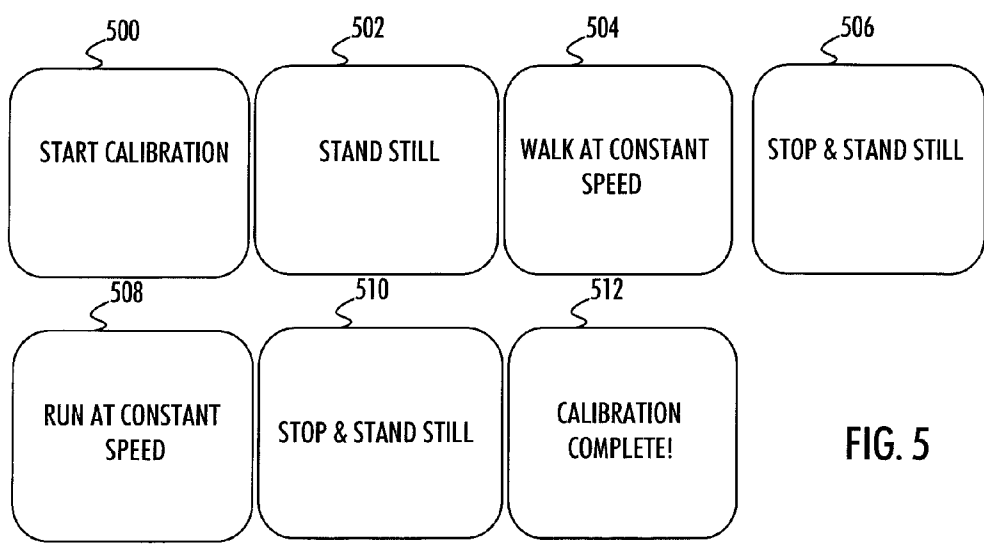 500
502
504
506
START CALIBRATION
STAND STILL
WALK AT CONSTANT
SPEED
STOP & STAND STILL
508
510
512
RUN AT CONSTANT
SPEED
STOP & STAND STILL
CALIBRATION
COMPLETE!
FIG. 5